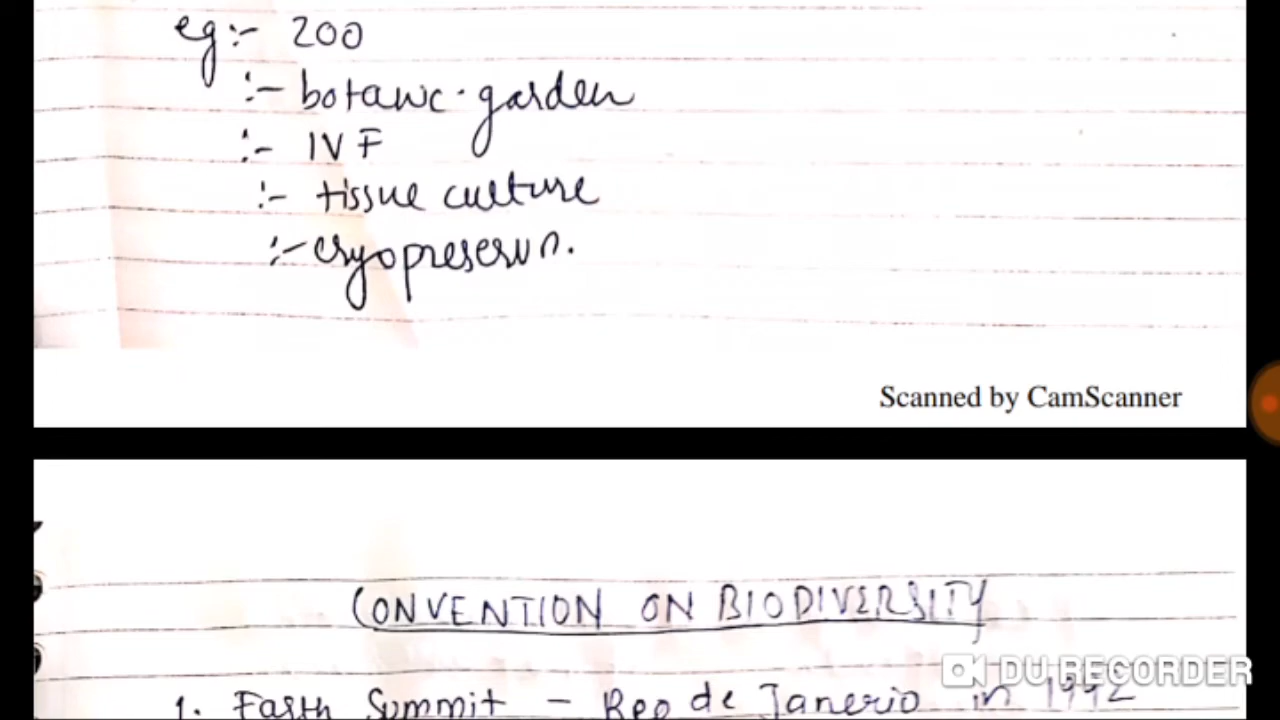 eg:- zoo
:- botanic garden
:- IVF
:- tissue culture
:- cryopreservn.
Scanned by CamScanner
CONVENTION ON BIODIVERSITY
DU RECORDER
1. Earth Summit - Reo de Janerio in 1992